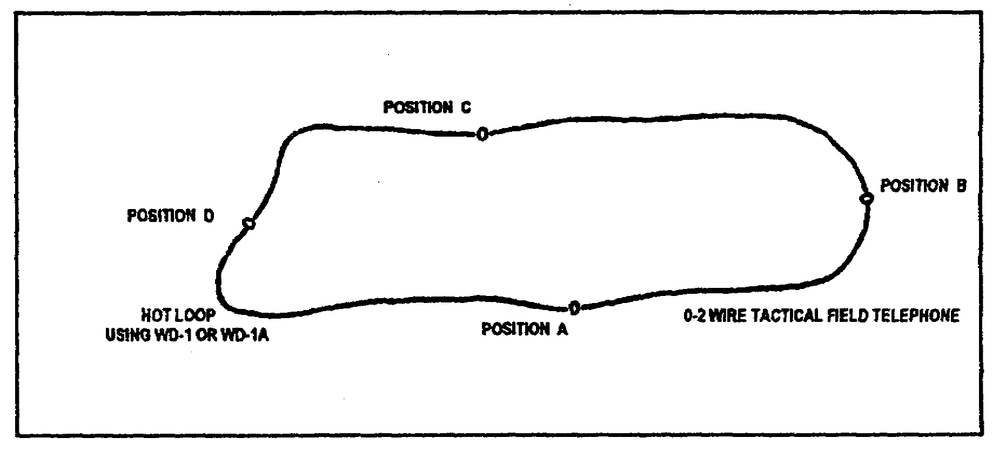 POSITION C
POSITION B
POSITION D
HOT LOOP
USING WD-1 OR WD-1A
POSITION A
0-2 WIRE TACTICAL FIELD TELEPHONE